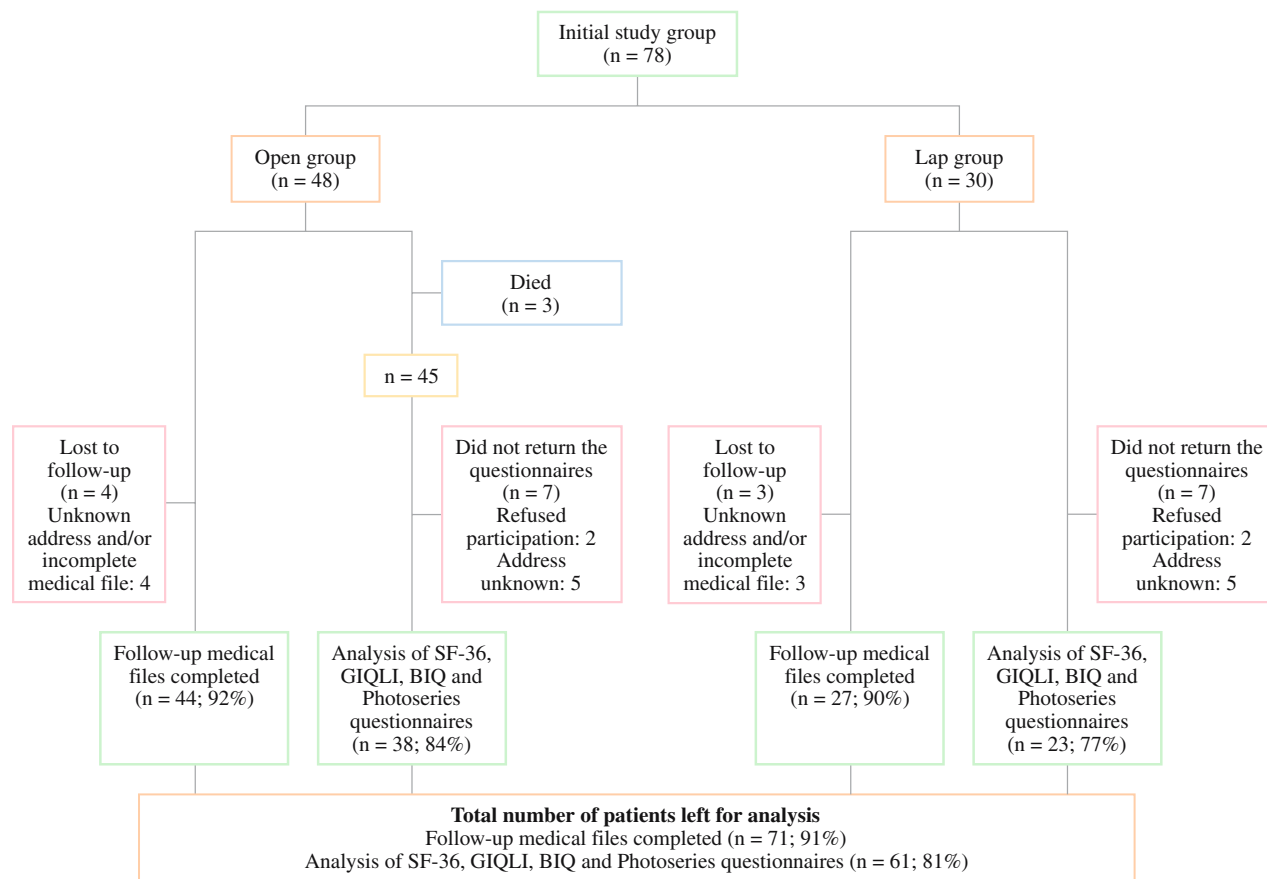 Initial study group
(n = 78)
Open group
(n = 48)
Lap group
(n = 30)
Died
(n = 3)
n = 45
Lost to
follow-up
(n = 4)
Unknown
address and/or
incomplete
medical file: 4
Did not return the
questionnaires
(n = 7)
Refused
participation: 2
Address
unknown: 5
Lost to
follow-up
(n = 3)
Unknown
address and/or
incomplete
medical file: 3
Did not return the
questionnaires
(n = 7)
Refused
participation: 2
Address
unknown: 5
Follow-up medical
files completed
(n = 44; 92%)
Analysis of SF-36,
GIQLI, BIQ and
Photoseries
questionnaires
(n = 38; 84%)
Follow-up medical
files completed
(n = 27; 90%)
Analysis of SF-36,
GIQLI, BIQ and
Photoseries
questionnaires
(n = 23; 77%)
Total number of patients left for analysis
Follow-up medical files completed (n = 71; 91%)
Analysis of SF-36, GIQLI, BIQ and Photoseries questionnaires (n = 61; 81%)